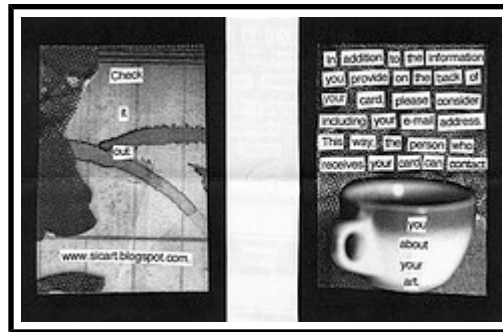 Check
it
out
www.sicart.blogspot.com
In addition to the information
you provide on the back of
your card, please consider
including your e-mail address.
This way, the person who
receives your card can contact
you
about
your
art.